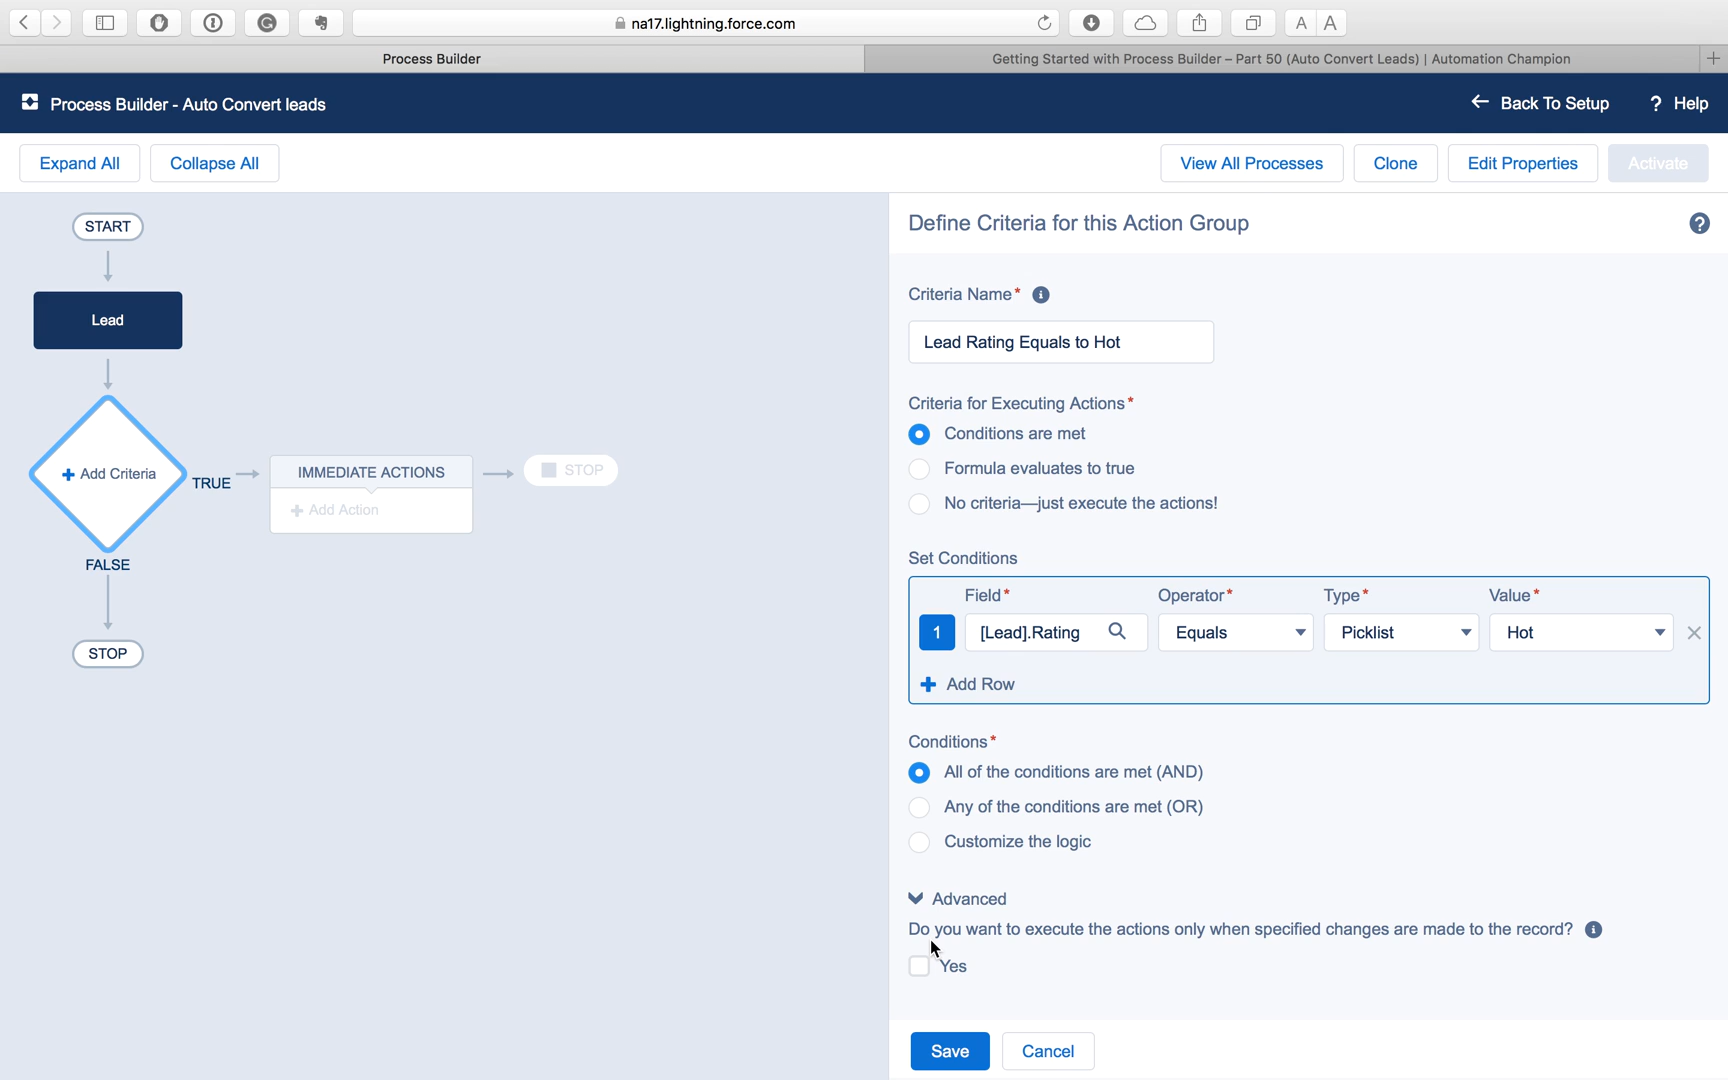 na17.lightning.force.com
A A
Process Builder
Getting Started with Process Builder – Part 50 (Auto Convert Leads) | Automation Champion
Process Builder - Auto Convert leads
Back To Setup
? Help
Expand All
Collapse All
View All Processes
Clone
Edit Properties
Activate
START
Lead
+ Add Criteria
TRUE
IMMEDIATE ACTIONS
+ Add Action
STOP
FALSE
STOP
Define Criteria for this Action Group
?
Criteria Name* i
Lead Rating Equals to Hot
Criteria for Executing Actions*
Conditions are met
Formula evaluates to true
No criteria—just execute the actions!
Set Conditions
Field* Operator* Type* Value*
1 [Lead].Rating Equals Picklist Hot
+ Add Row
Conditions*
All of the conditions are met (AND)
Any of the conditions are met (OR)
Customize the logic
Advanced
Do you want to execute the actions only when specified changes are made to the record? i
Yes
Save
Cancel